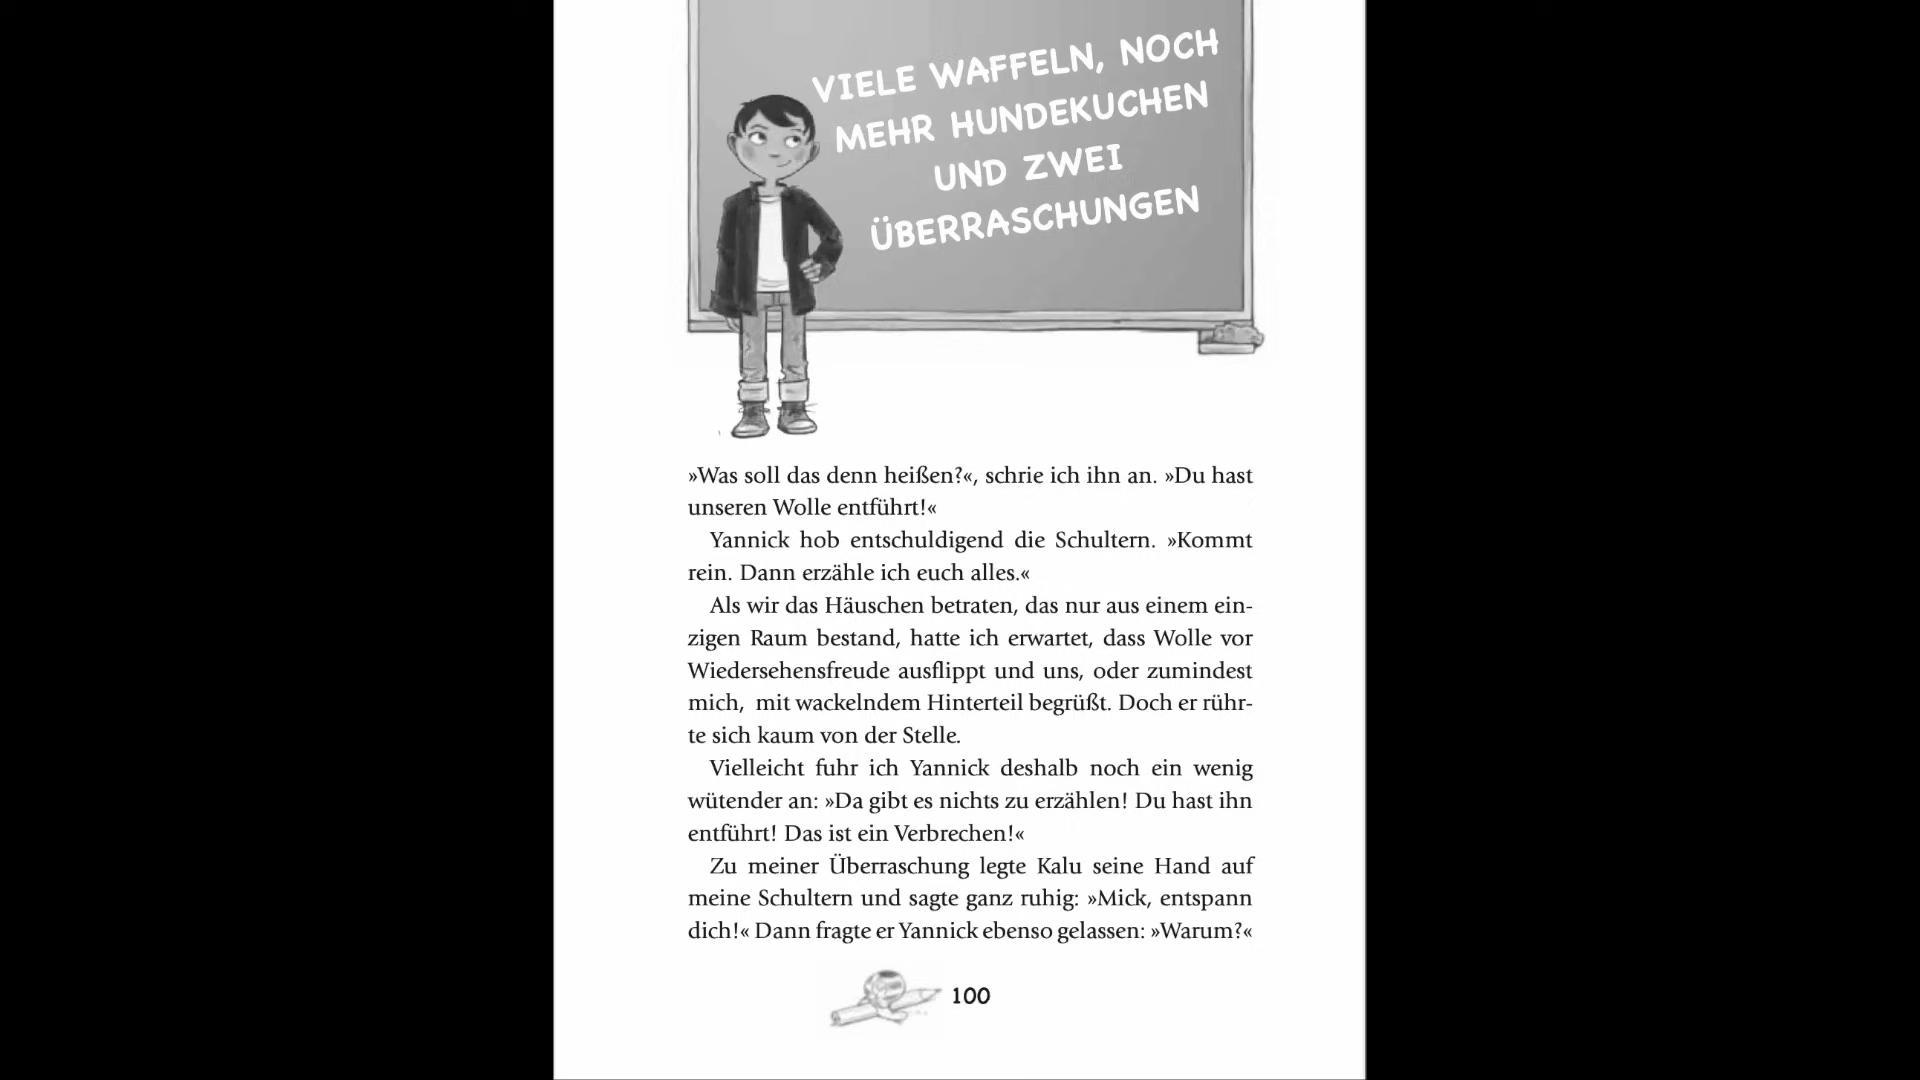 VIELE WAFFELN, NOCH
MEHR HUNDEKUCHEN
UND ZWEI
ÜBERRASCHUNGEN
»Was soll das denn heißen?«, schrie ich ihn an. »Du hast
unseren Wolle entführt!«
Yannick hob entschuldigend die Schultern. »Kommt
rein. Dann erzähle ich euch alles.«
Als wir das Häuschen betraten, das nur aus einem ein-
zigen Raum bestand, hatte ich erwartet, dass Wolle vor
Wiedersehensfreude ausflippt und uns, oder zumindest
mich, mit wackelndem Hinterteil begrüßt. Doch er rühr-
te sich kaum von der Stelle.
Vielleicht fuhr ich Yannick deshalb noch ein wenig
wütender an: »Da gibt es nichts zu erzählen! Du hast ihn
entführt! Das ist ein Verbrechen!«
Zu meiner Überraschung legte Kalu seine Hand auf
meine Schultern und sagte ganz ruhig: »Mick, entspann
dich!« Dann fragte er Yannick ebenso gelassen: »Warum?«
100